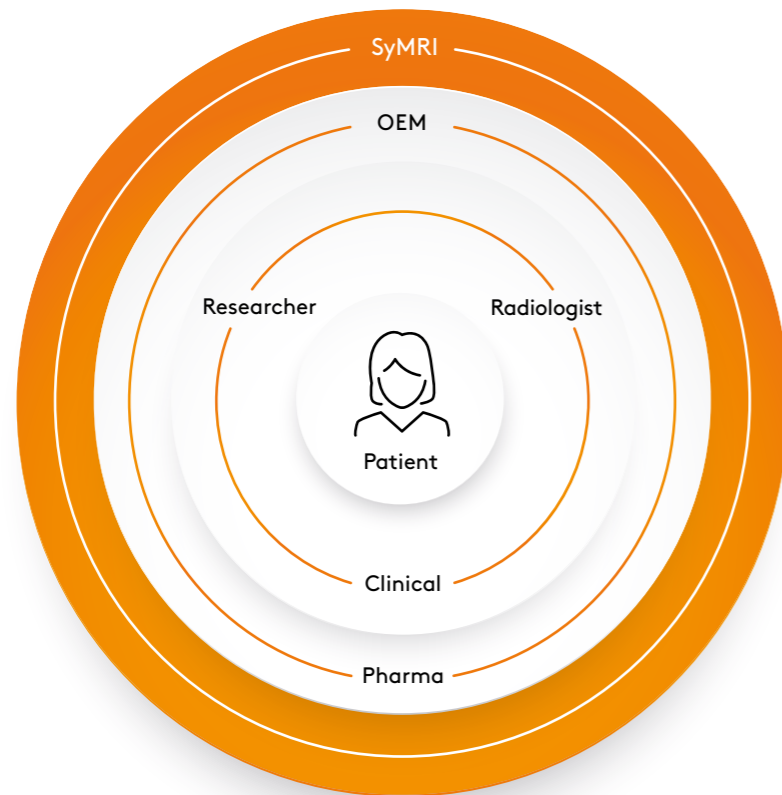 SyMRI
OEM
Researcher
Radiologist
Patient
Clinical
Pharma